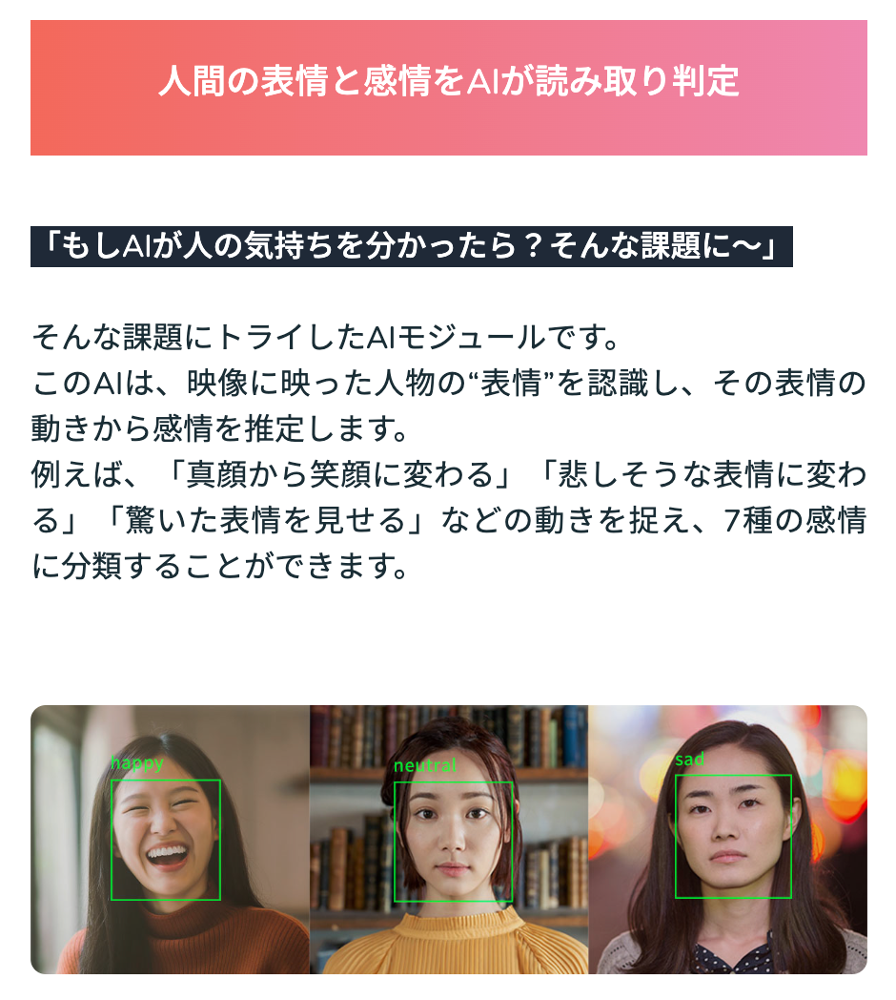 人間の表情と感情をAIが読み取り判定
「もしAIが人の気持ちを分かったら？そんな課題に〜」
そんな課題にトライしたAIモジュールです。
このAIは、映像に映った人物の“表情”を認識し、その表情の
動きから感情を推定します。
例えば、「真顔から笑顔に変わる」「悲しそうな表情に変わ
る」「驚いた表情を見せる」などの動きを捉え、7種の感情
に分類することができます。
happy
neutral
sad